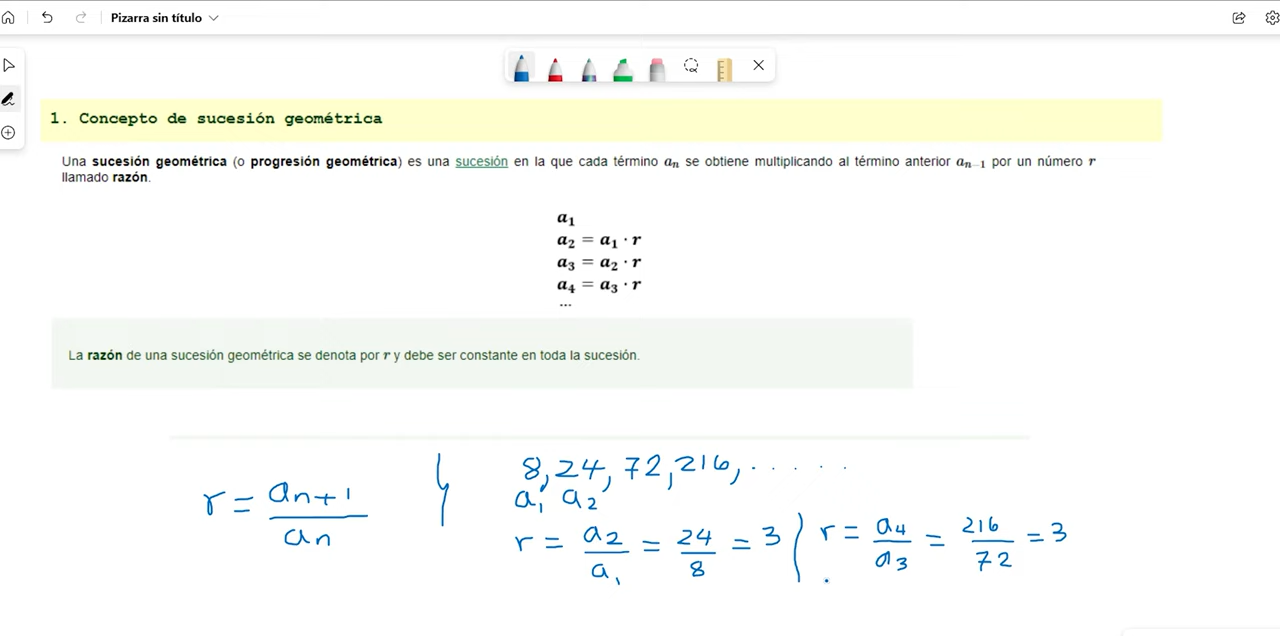 Pizarra sin título
1. Concepto de sucesión geométrica
Una sucesión geométrica (o progresión geométrica) es una sucesión en la que cada término aₙ se obtiene multiplicando al término anterior aₙ₋₁ por un número r
llamado razón.
a₁
a₂ = a₁ · r
a₃ = a₂ · r
a₄ = a₃ · r
...
La razón de una sucesión geométrica se denota por r y debe ser constante en toda la sucesión.
8, 24, 72, 216, . . . . . .
a₁ a₂
r = an+1 / an
r = a₂ / a₁ = 24 / 8 = 3
r = a₄ / a₃ = 216 / 72 = 3